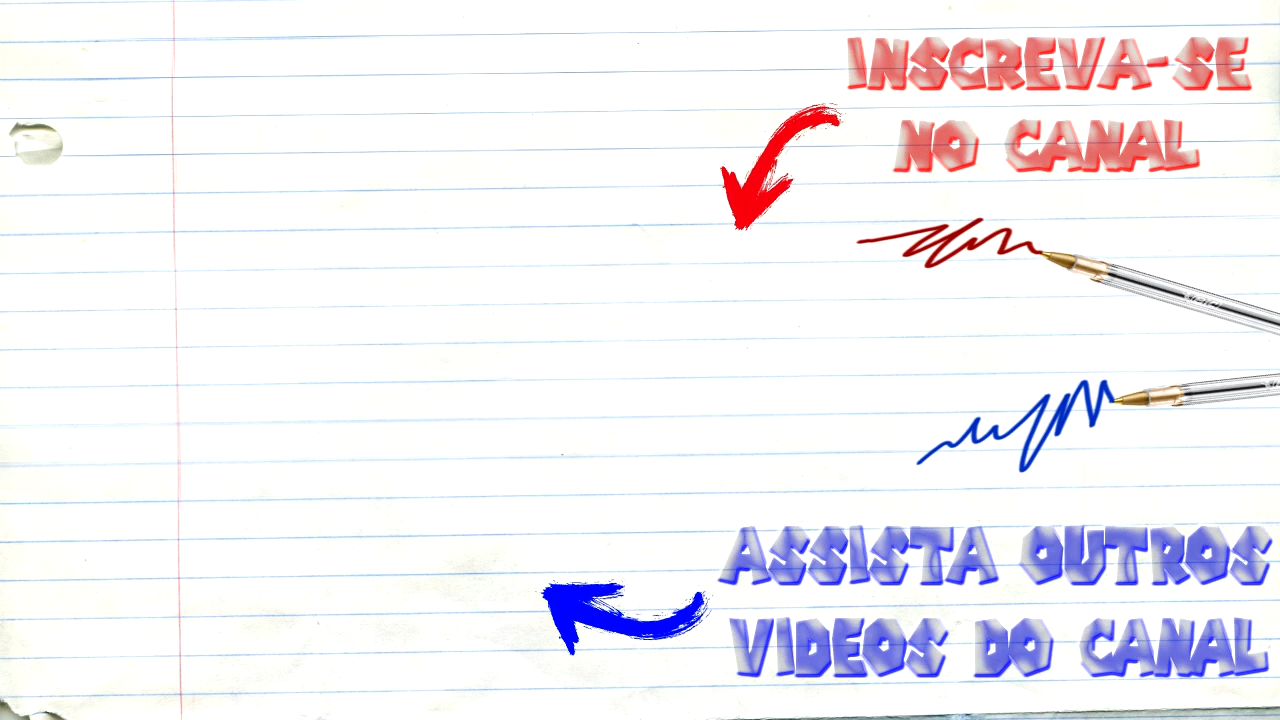 INSCREVA-SE
NO CANAL
ASSISTA OUTROS
VIDEOS DO CANAL